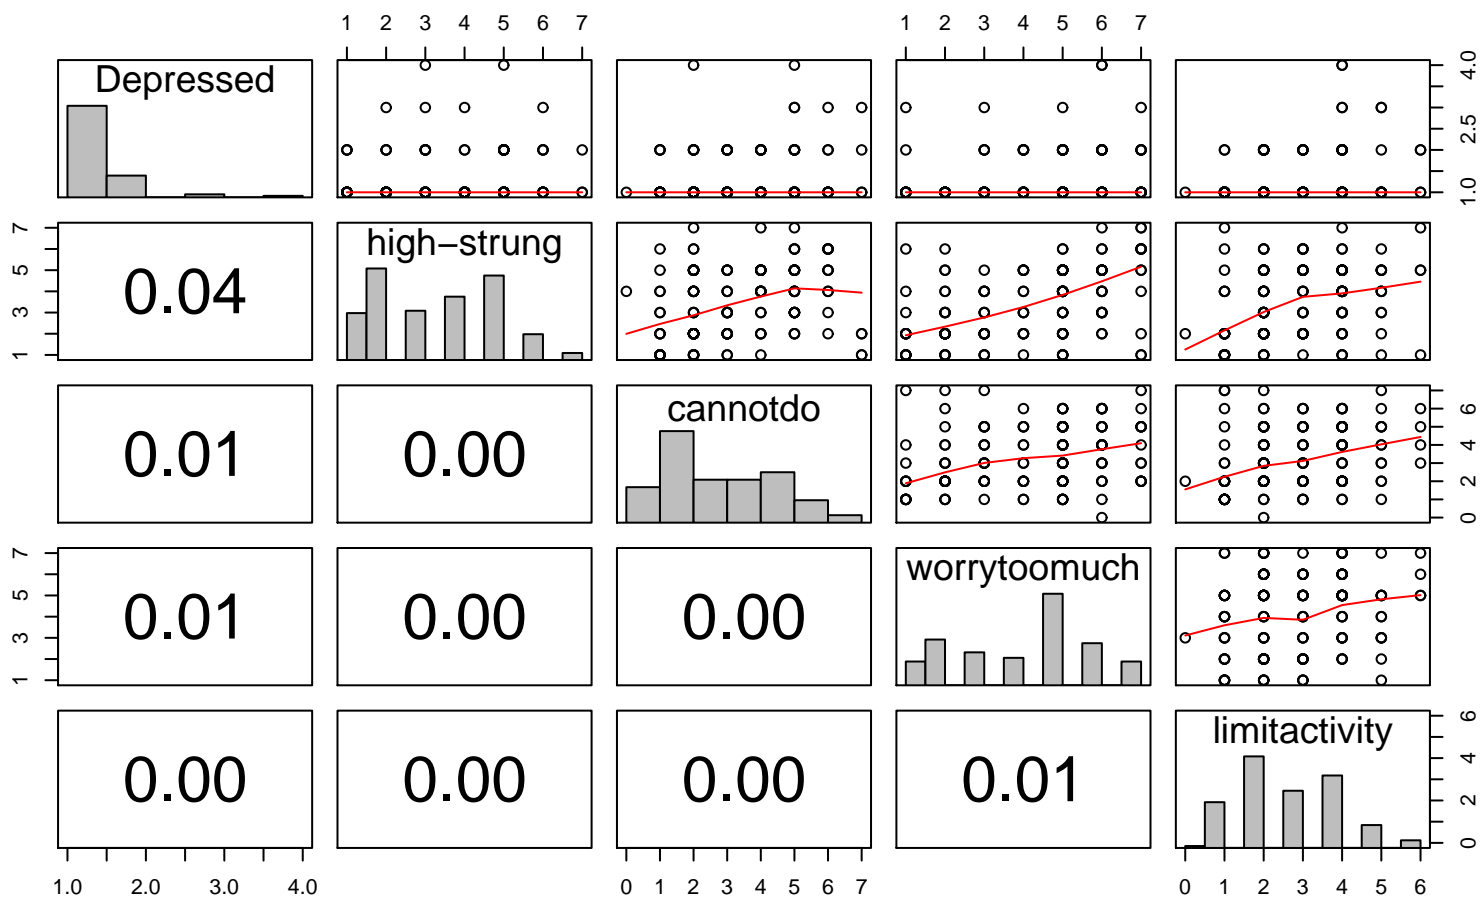 1 2 3 4 5 6 7 1 2 3 4 5 6 7
Depressed
1.0 2.5 4.0
0.04
high−strung
1 3 5 7
0.01 0.00
cannotdo
0 2 4 6
0.01 0.00 0.00
worrytoomuch
1 3 5 7
0.00 0.00 0.00 0.01
limitactivity
0 2 4 6
1.0 2.0 3.0 4.0 0 1 2 3 4 5 6 7 0 1 2 3 4 5 6